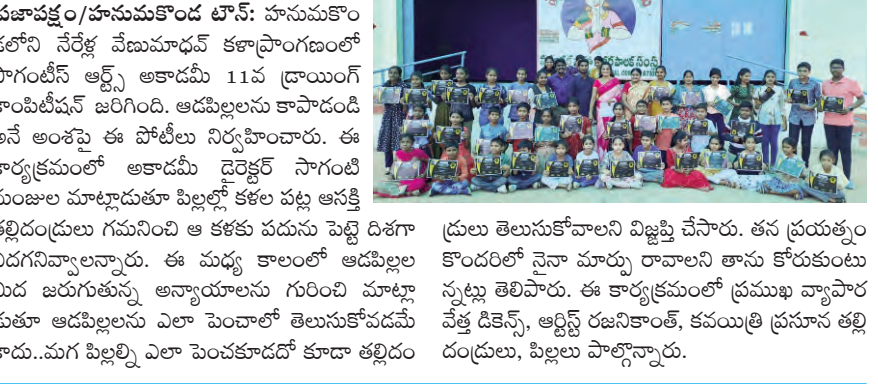 ప్రజాపక్షం/హనుమకొండ టౌన్: హనుమకొం
డలోని నేరేళ్ల వేణుమాధవ్ కళాప్రాంగణంలో
సాగంటీస్ ఆర్ట్స్ అకాడమీ 11వ డ్రాయింగ్
కాంపిటీషన్ జరిగింది. ఆడపిల్లలను కాపాడండి
అనే అంశపై ఈ పోటీలు నిర్వహించారు. ఈ
కార్యక్రమంలో అకాడమీ డైరెక్టర్ సాగంటి
మంజుల మాట్లాడుతూ పిల్లల్లో కళల పట్ల ఆసక్తి
తల్లిదండ్రులు గమనించి ఆ కళకు పదును పెట్టె దిశగా
ఎదగనివ్వాలన్నారు. ఈ మధ్య కాలంలో ఆడపిల్లల
మీద జరుగుతున్న అన్యాయాలను గురించి మాట్లా
డుతూ ఆడపిల్లలను ఎలా పెంచాలో తెలుసుకోవడమే
కాదు..మగ పిల్లల్ని ఎలా పెంచకూడదో కూడా తల్లిదం
డ్రులు తెలుసుకోవాలని విజ్ఞప్తి చేసారు. తన ప్రయత్నం
కొందరిలో నైనా మార్పు రావాలని తాను కోరుకుంటు
న్నట్లు తెలిపారు. ఈ కార్యక్రమంలో ప్రముఖ వ్యాపార
వేత్త డికెన్స్, ఆర్టిస్ట్ రజనికాంత్, కవయిత్రి ప్రసూన తల్లి
దండ్రులు, పిల్లలు పాల్గొన్నారు.